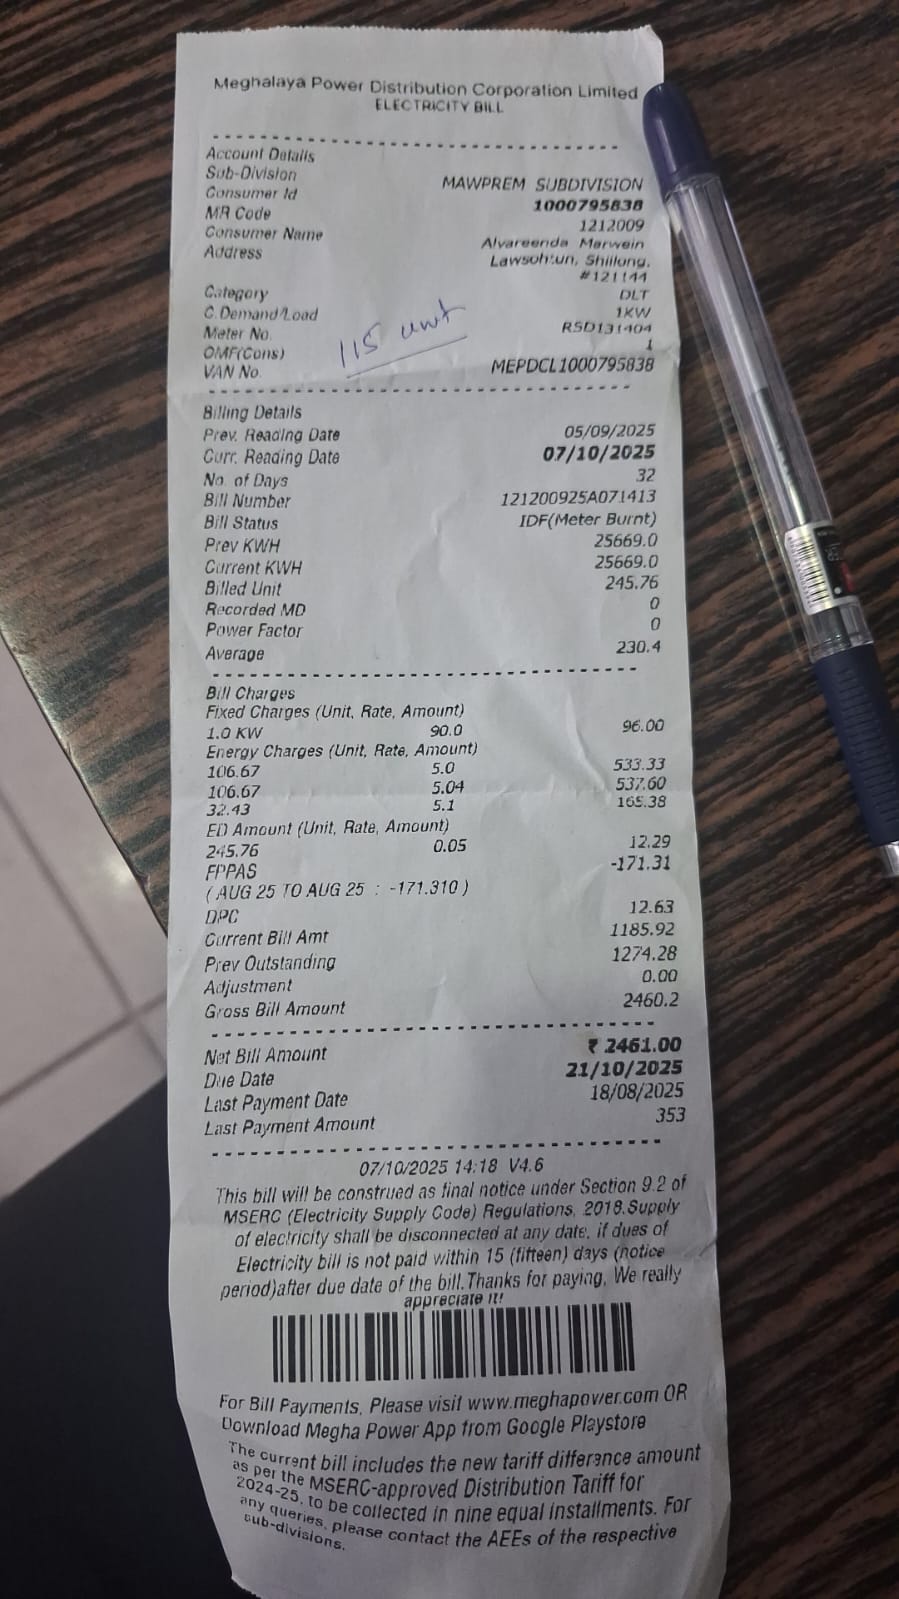 Meghalaya Power Distribution Corporation Limited
ELECTRICITY BILL
Account Details
Sub-Division MAWPREM SUBDIVISION
Consumer Id 1000795838
MR Code 1212009
Consumer Name Alvareenda Marwein
Address Lawsohtun, Shillong,
#121144
Category DLT
C.Demand/Load 1KW
Meter No. RSD131404
OMF(Cons) 1
VAN No. MEPDCL1000795838
115 unit
Billing Details
Prev. Reading Date 05/09/2025
Curr. Reading Date 07/10/2025
No. of Days 32
Bill Number 121200925A071413
Bill Status IDF(Meter Burnt)
Prev KWH 25669.0
Current KWH 25669.0
Billed Unit 245.76
Recorded MD 0
Power Factor 0
Average 230.4
Bill Charges
Fixed Charges (Unit, Rate, Amount)
1.0 KW 90.0 96.00
Energy Charges (Unit, Rate, Amount)
106.67 5.0 533.33
106.67 5.04 537.60
32.43 5.1 165.38
ED Amount (Unit, Rate, Amount)
245.76 0.05 12.29
FPPAS -171.31
( AUG 25 TO AUG 25 : -171.310 )
DPC 12.63
Current Bill Amt 1185.92
Prev Outstanding 1274.28
Adjustment 0.00
Gross Bill Amount 2460.2
Net Bill Amount ₹ 2461.00
Due Date 21/10/2025
Last Payment Date 18/08/2025
Last Payment Amount 353
07/10/2025 14:18 V4.6
This bill will be construed as final notice under Section 9.2 of
MSERC (Electricity Supply Code) Regulations, 2018.Supply
of electricity shall be disconnected at any date, if dues of
Electricity bill is not paid within 15 (fifteen) days (notice
period)after due date of the bill.Thanks for paying, We really
appreciate it!
For Bill Payments, Please visit www.meghapower.com OR
Download Megha Power App from Google Playstore
The current bill includes the new tariff difference amount
as per the MSERC-approved Distribution Tariff for
2024-25, to be collected in nine equal installments. For
any queries, please contact the AEEs of the respective
sub-divisions.